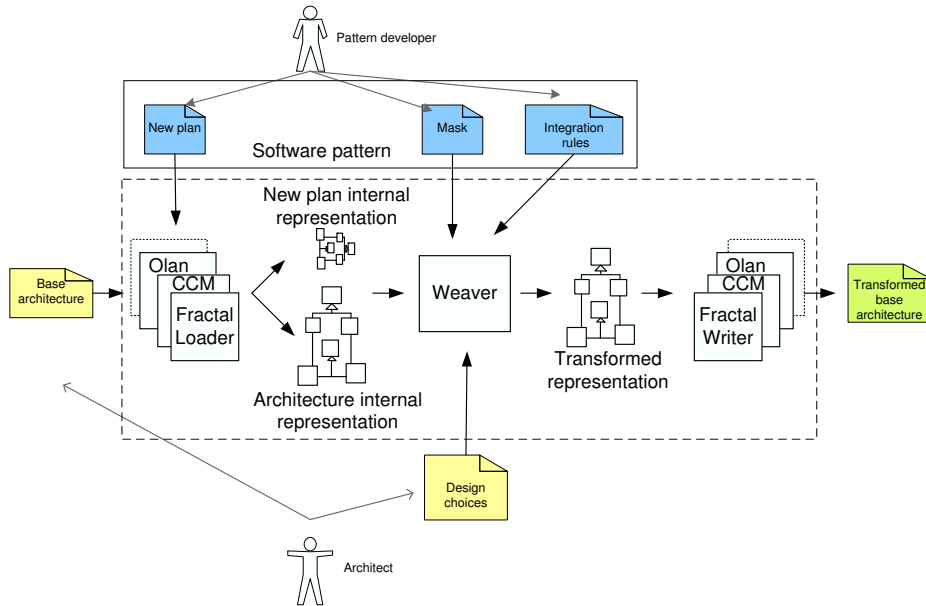 Pattern developer
New plan
Mask
Integration
rules
Software pattern
New plan internal
representation
Olan
CCM
Fractal
Loader
Base
architecture
Weaver
Olan
CCM
Fractal
Writer
Transformed
base
architecture
Transformed
representation
Architecture internal
representation
Design
choices
Architect